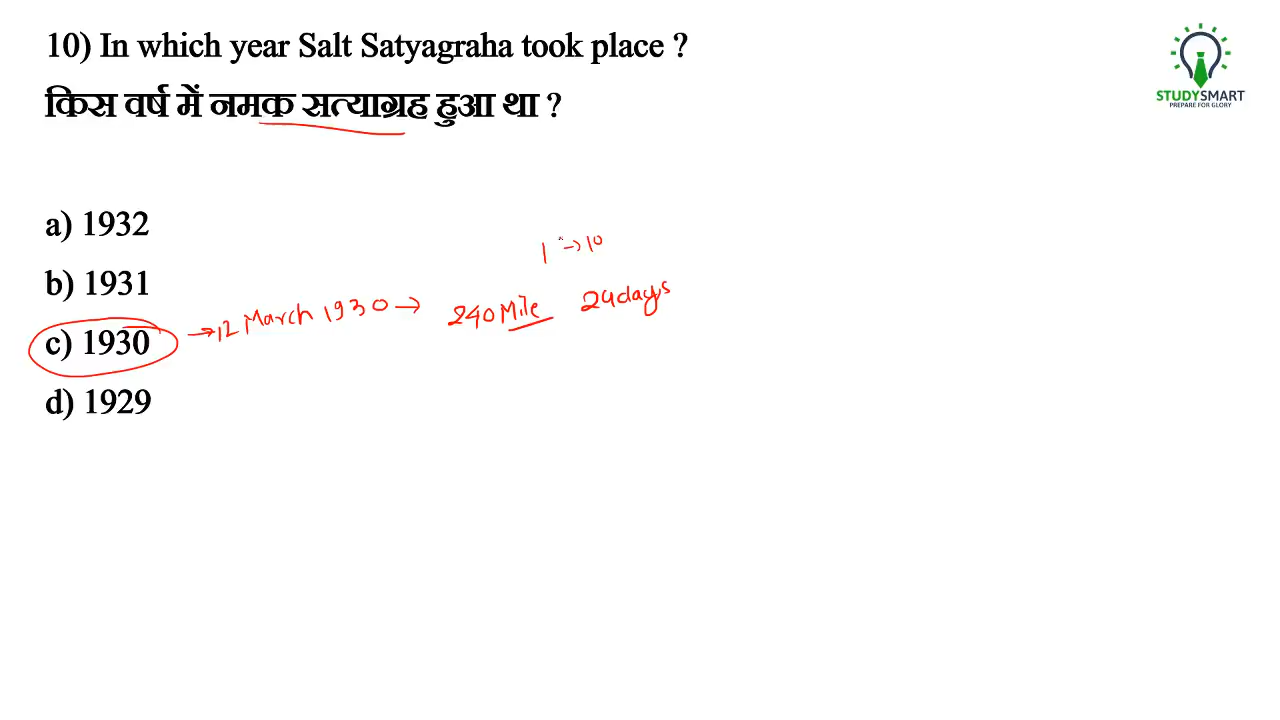 10) In which year Salt Satyagraha took place ?
किस वर्ष में नमक सत्याग्रह हुआ था ?
a) 1932
b) 1931
c) 1930
d) 1929
1 → 10
→ 12 March 1930 → 240 Mile 24 days
STUDYSMART
PREPARE FOR GLORY